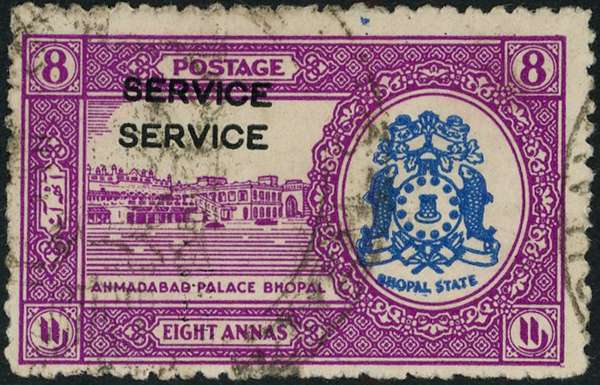 8 POSTAGE 8
SERVICE
SERVICE
BHOPAL STATE
AHMADABAD·PALACE BHOPAL
EIGHT ANNAS